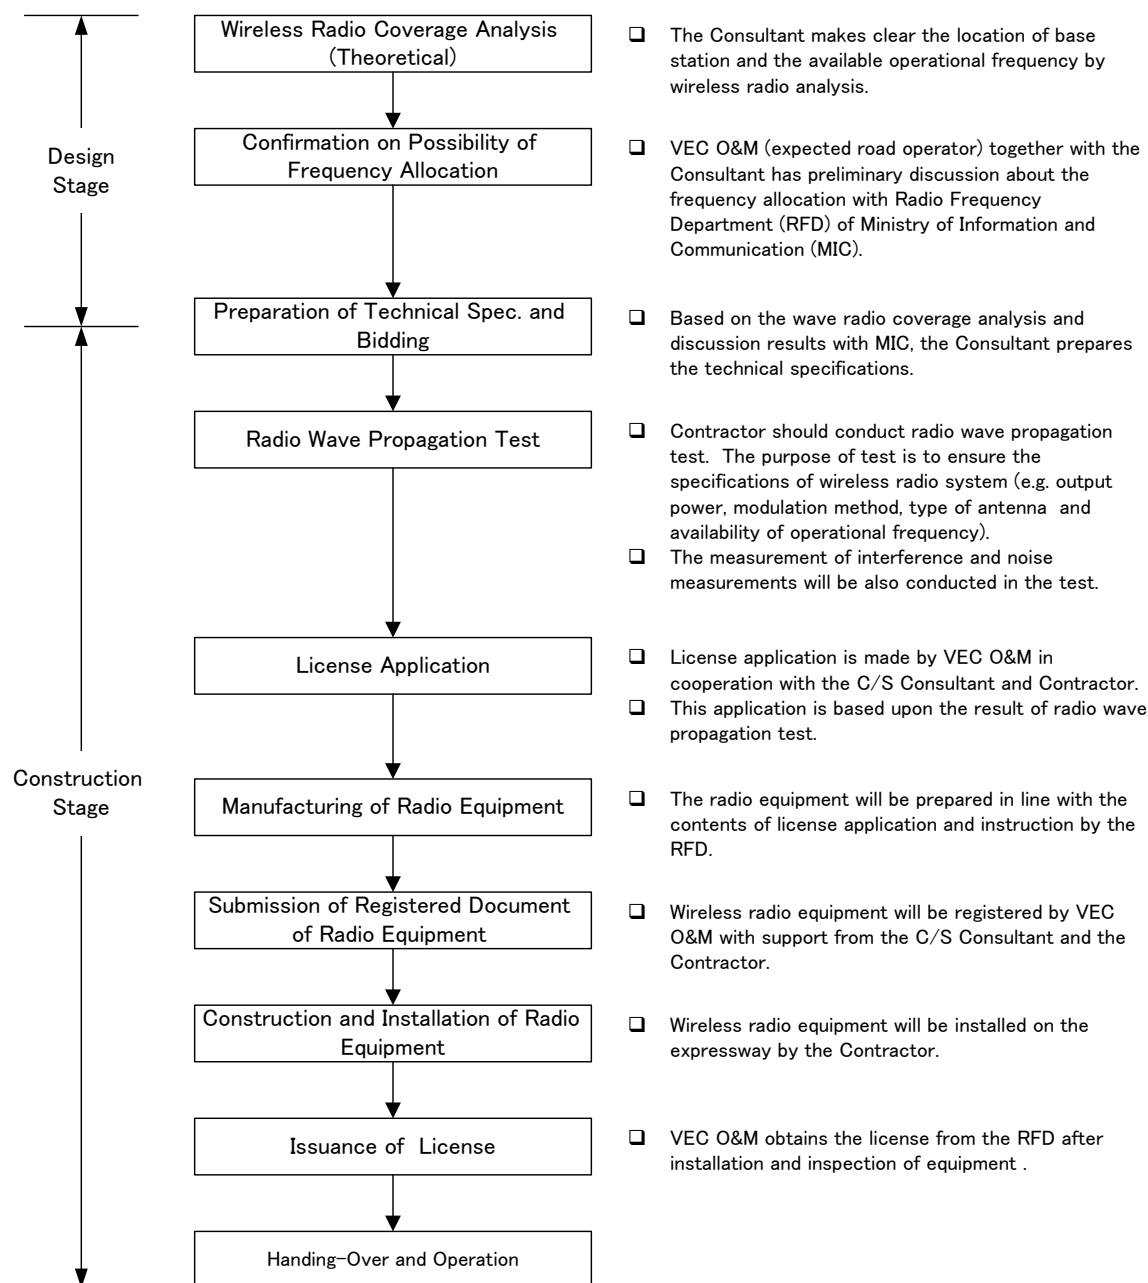 Wireless Radio Coverage Analysis
(Theoretical)
❑ The Consultant makes clear the location of base
station and the available operational frequency by
wireless radio analysis.
Design
Stage
Confirmation on Possibility of
Frequency Allocation
❑ VEC O&M (expected road operator) together with the
Consultant has preliminary discussion about the
frequency allocation with Radio Frequency
Department (RFD) of Ministry of Information and
Communication (MIC).
Preparation of Technical Spec. and
Bidding
❑ Based on the wave radio coverage analysis and
discussion results with MIC, the Consultant prepares
the technical specifications.
Radio Wave Propagation Test
❑ Contractor should conduct radio wave propagation
test. The purpose of test is to ensure the
specifications of wireless radio system (e.g. output
power, modulation method, type of antenna and
availability of operational frequency).
❑ The measurement of interference and noise
measurements will be also conducted in the test.
License Application
❑ License application is made by VEC O&M in
cooperation with the C/S Consultant and Contractor.
❑ This application is based upon the result of radio wave
propagation test.
Construction
Stage
Manufacturing of Radio Equipment
❑ The radio equipment will be prepared in line with the
contents of license application and instruction by the
RFD.
Submission of Registered Document
of Radio Equipment
❑ Wireless radio equipment will be registered by VEC
O&M with support from the C/S Consultant and the
Contractor.
Construction and Installation of Radio
Equipment
❑ Wireless radio equipment will be installed on the
expressway by the Contractor.
Issuance of License
❑ VEC O&M obtains the license from the RFD after
installation and inspection of equipment .
Handing-Over and Operation